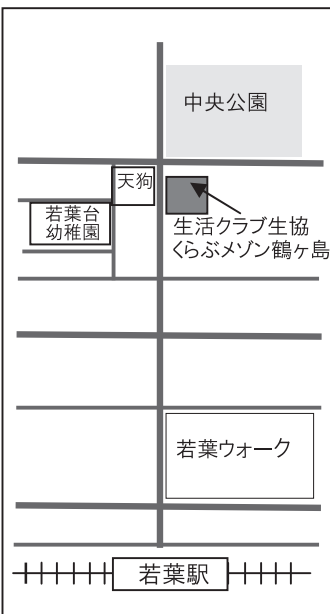 中央公園
天狗
若葉台
幼稚園
生活クラブ生協
くらぶメゾン鶴ヶ島
若葉ウォーク
若葉駅